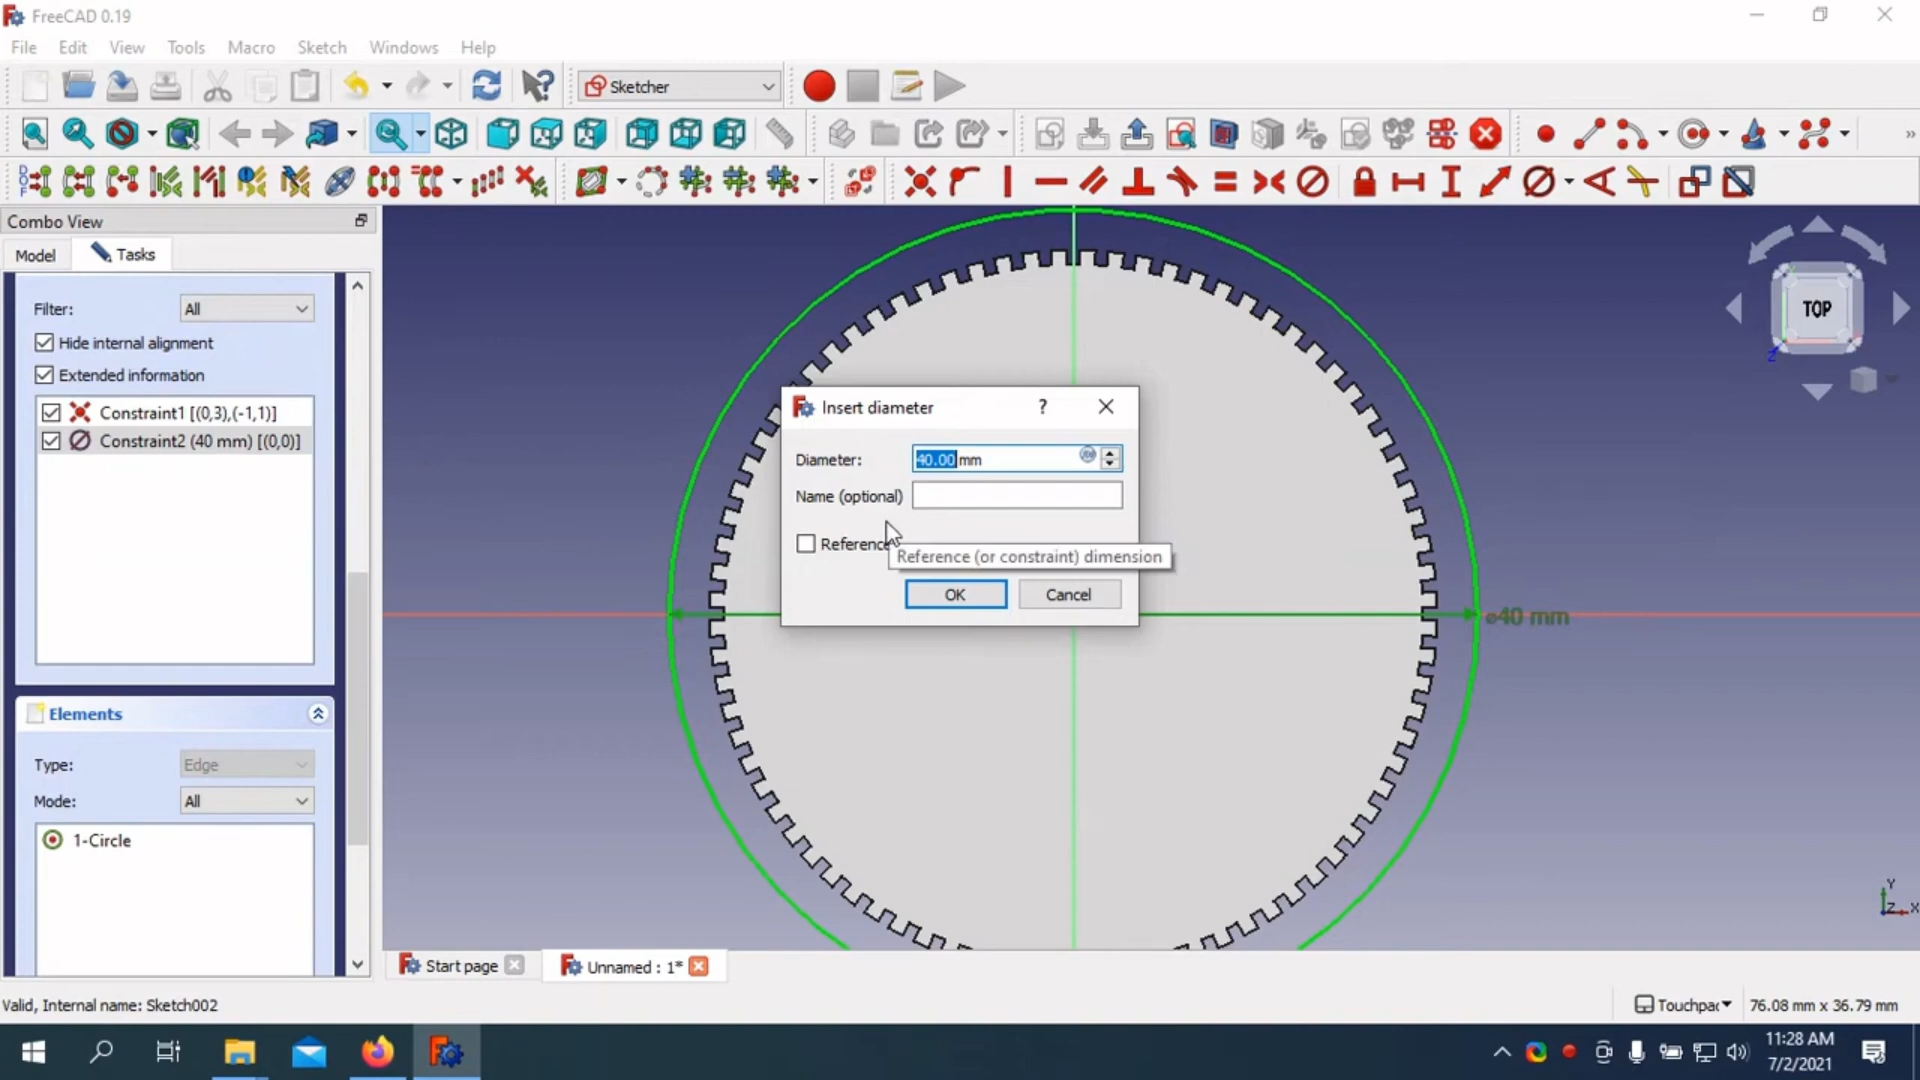 FreeCAD 0.19
File Edit View Tools Macro Sketch Windows Help
Sketcher
Combo View
Model Tasks
Filter: All
Hide internal alignment
Extended information
Constraint1 [(0,3),(-1,1)]
Constraint2 (40 mm) [(0,0)]
Elements
Type: Edge
Mode: All
1-Circle
TOP
Insert diameter ?
Diameter: 40.00 mm
Name (optional)
Reference
Reference (or constraint) dimension
OK Cancel
⌀40 mm
Y
Z X
Start page Unnamed : 1*
Valid, Internal name: Sketch002
Touchpad 76.08 mm x 36.79 mm
11:28 AM
7/2/2021